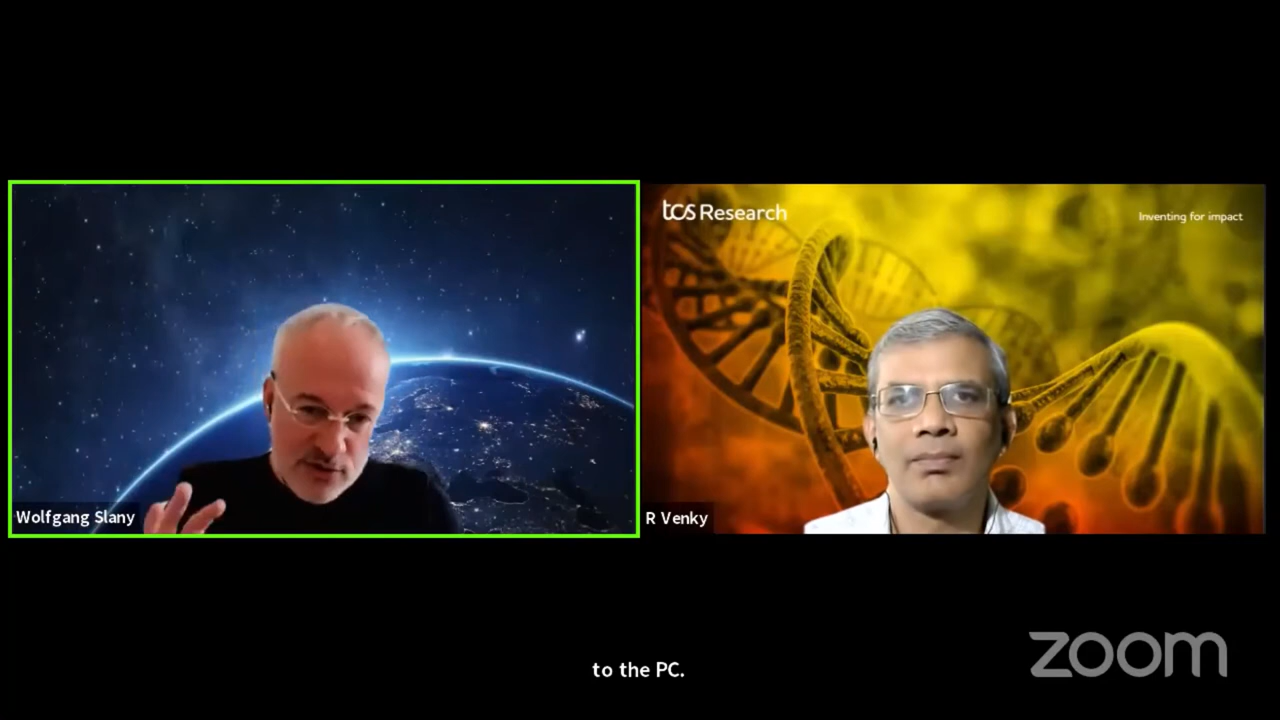 tcs Research
Inventing for impact
Wolfgang Slany
R Venky
to the PC.
zoom